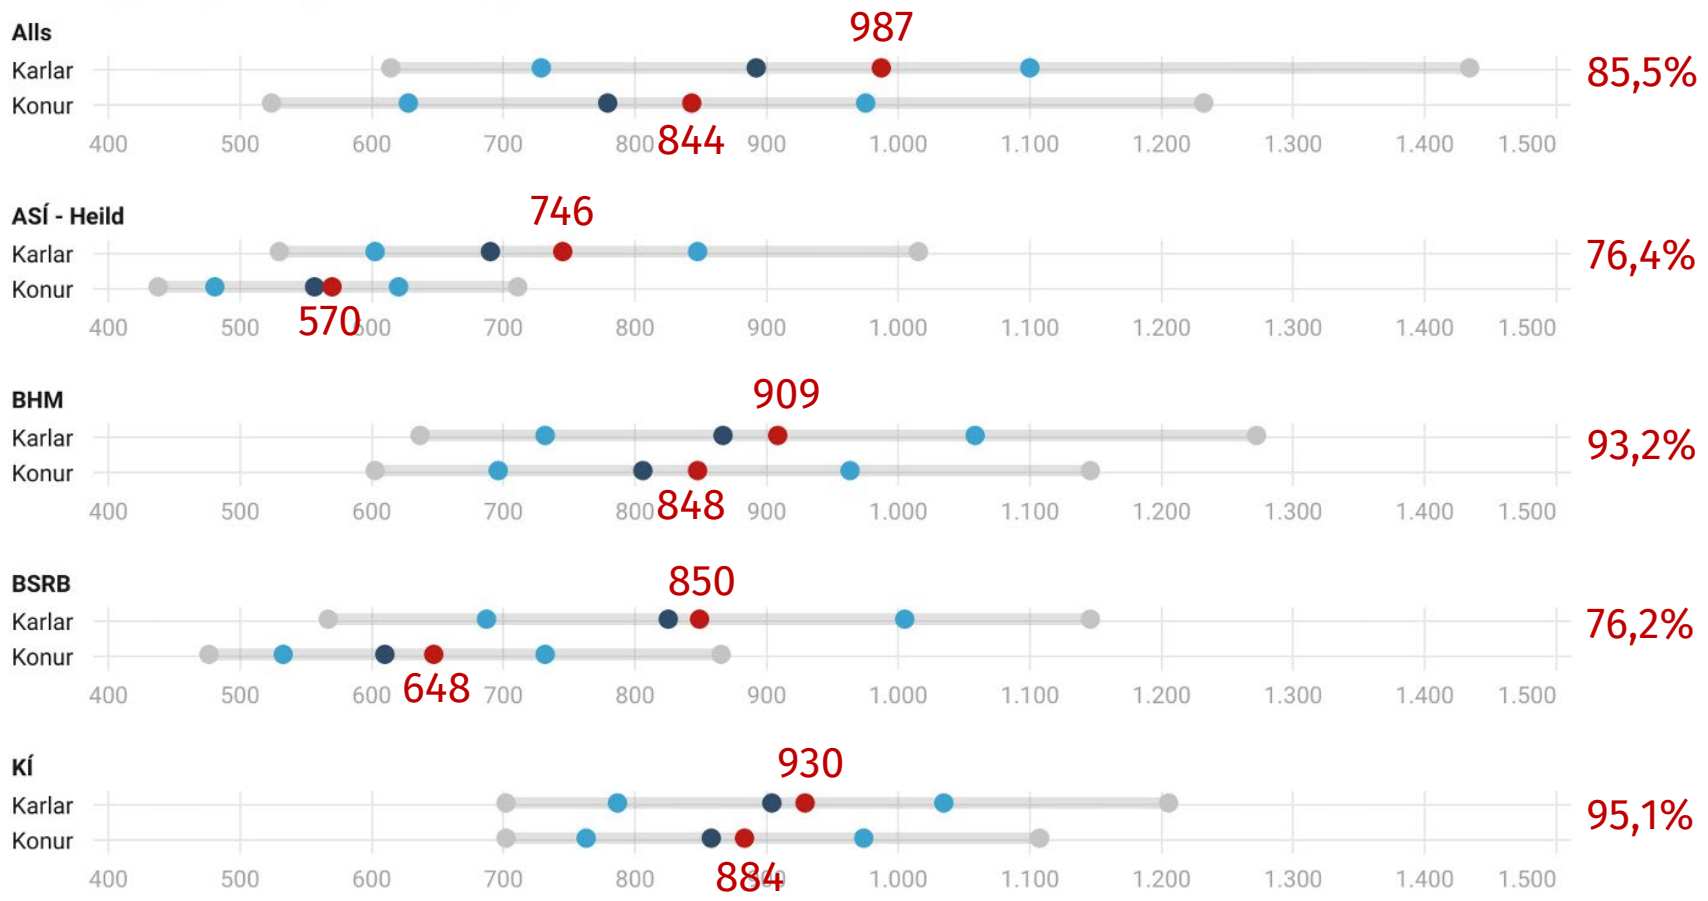 Alls
987
Karlar
85,5%
Konur
400 500 600 700 800 844 900 1.000 1.100 1.200 1.300 1.400 1.500
ASÍ - Heild
746
Karlar
76,4%
Konur
400 500 570 600 700 800 900 1.000 1.100 1.200 1.300 1.400 1.500
BHM
909
Karlar
93,2%
Konur
400 500 600 700 800 848 900 1.000 1.100 1.200 1.300 1.400 1.500
BSRB
850
Karlar
76,2%
Konur
648
400 500 600 700 800 900 1.000 1.100 1.200 1.300 1.400 1.500
KÍ
930
Karlar
95,1%
Konur
400 500 600 700 800 884 900 1.000 1.100 1.200 1.300 1.400 1.500